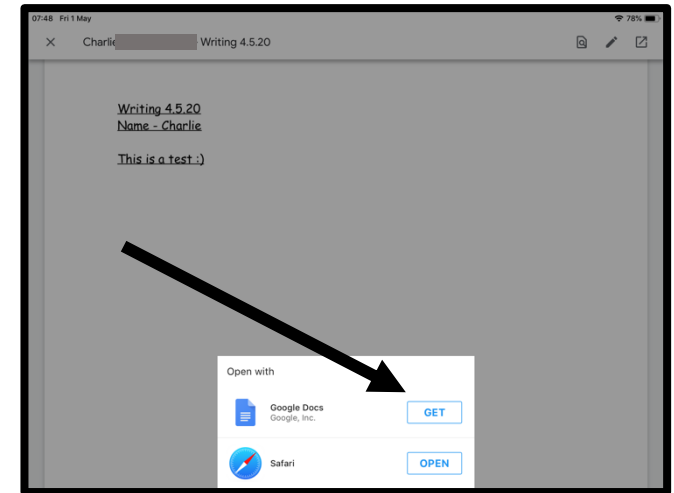 07:48 Fri 1 May
78%
Charlie Writing 4.5.20
Writing 4.5.20
Name - Charlie
This is a test :)
Open with
Google Docs
GET
Google, Inc.
Safari
OPEN